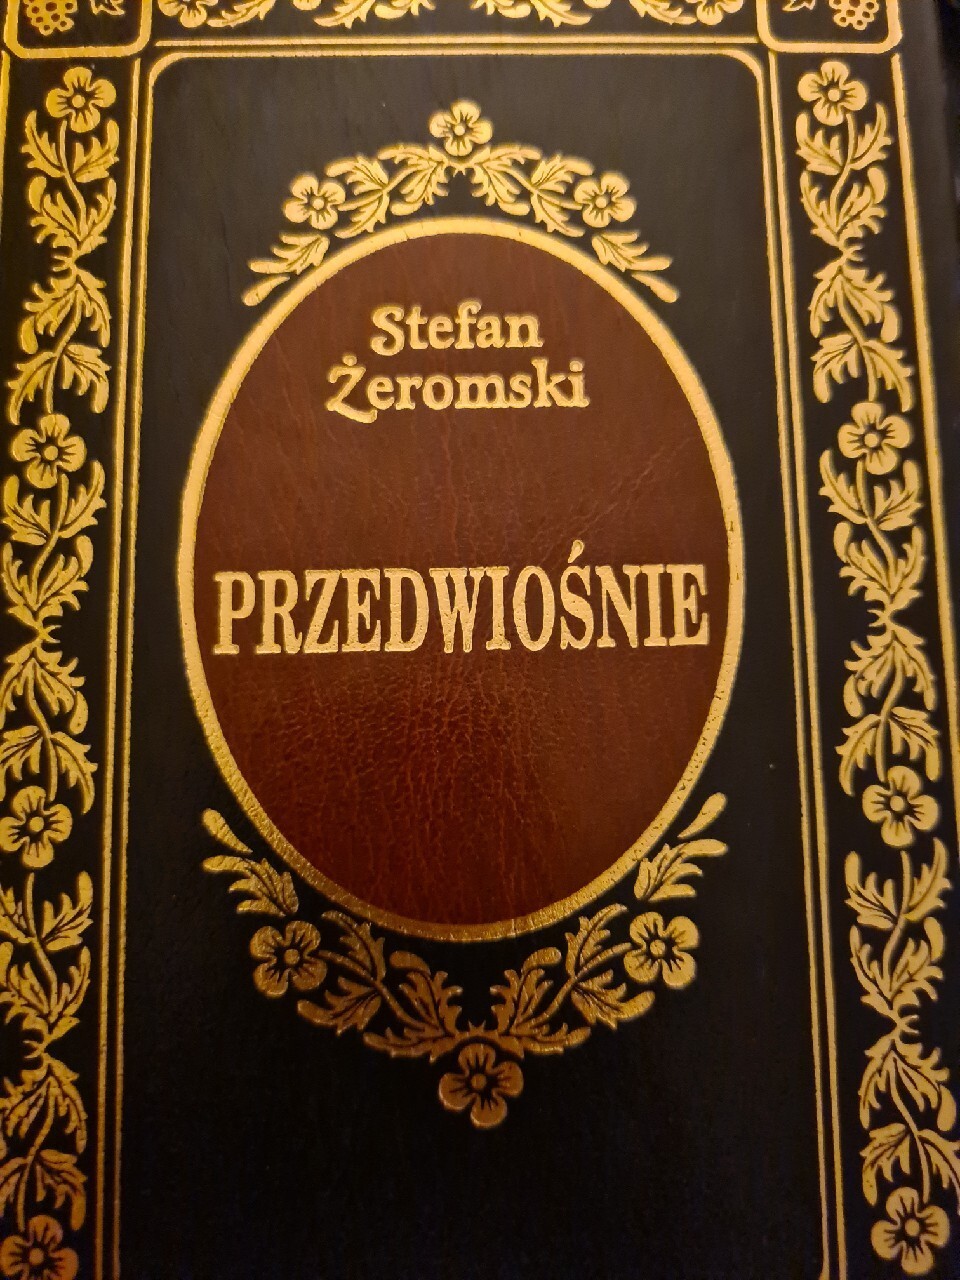 Stefan
Żeromski
PRZEDWIOŚNIE